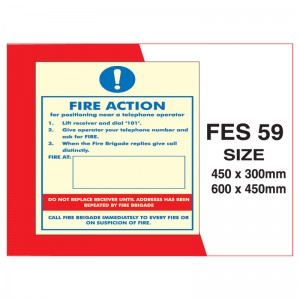 !
FIRE ACTION
for positioning near a telephone operator
1. Lift receiver and dial "101".
2. Give operator your telephone number and
ask for FIRE.
3. When the Fire Brigade replies give call
distinctly.
FIRE AT:
DO NOT REPLACE RECEIVER UNTIL ADDRESS HAS BEEN
REPEATED BY FIRE BRIGADE
CALL FIRE BRIGADE IMMEDIATELY TO EVERY FIRE OR
ON SUSPICION OF FIRE.
FES 59
SIZE
450 x 300mm
600 x 450mm